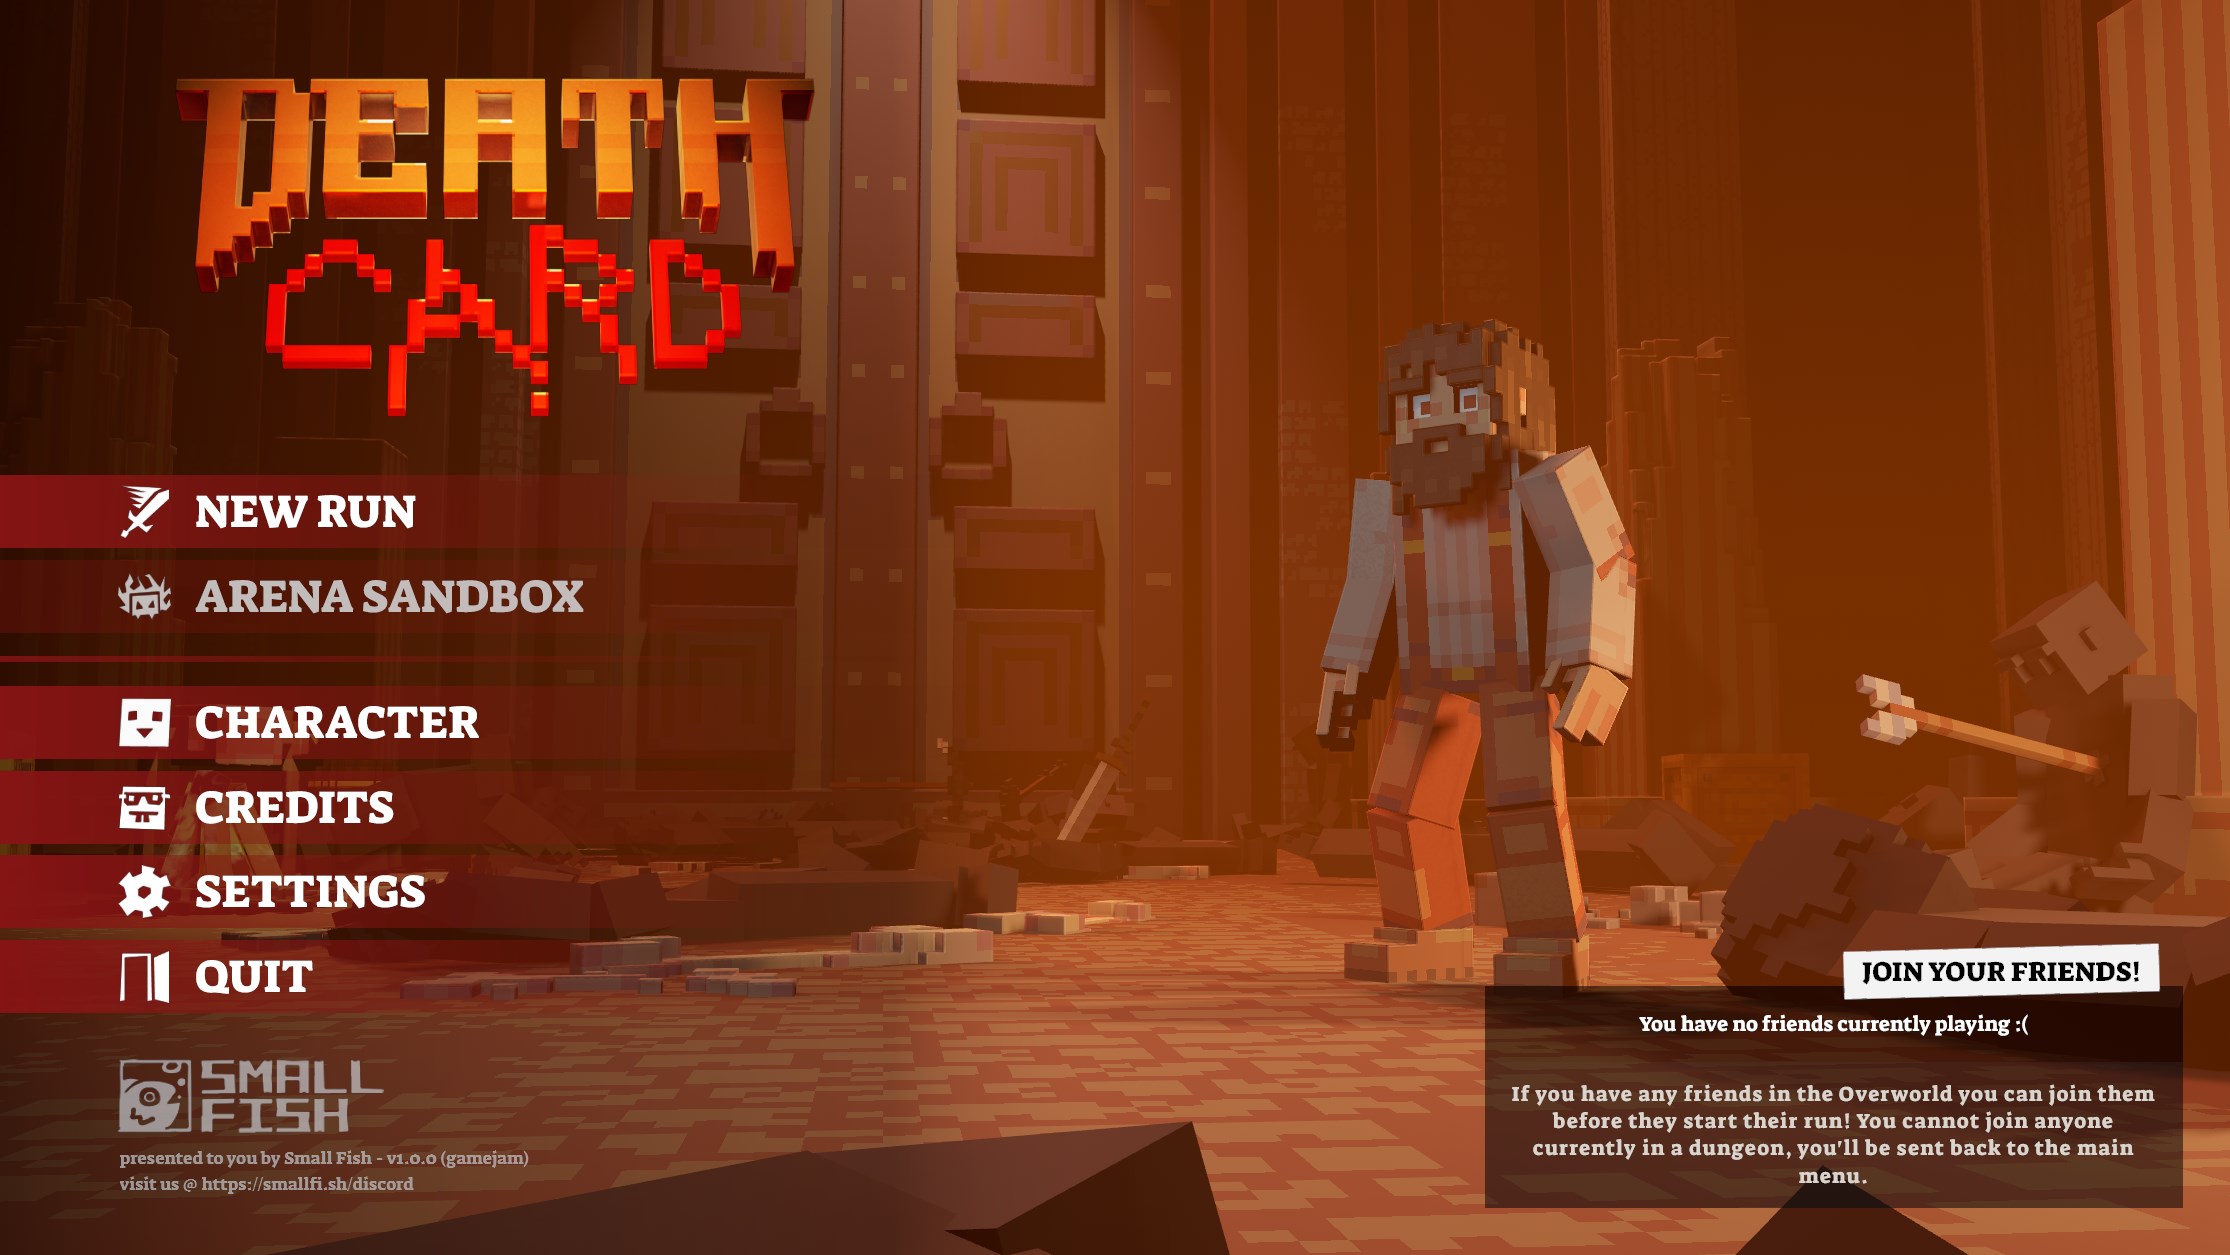 DEATH
CARD
NEW RUN
ARENA SANDBOX
CHARACTER
CREDITS
SETTINGS
QUIT
SMALL
FISH
presented to you by Small Fish - v1.0.0 (gamejam)
visit us @ https://smallfi.sh/discord
JOIN YOUR FRIENDS!
You have no friends currently playing :(
If you have any friends in the Overworld you can join them
before they start their run! You cannot join anyone
currently in a dungeon, you'll be sent back to the main
menu.